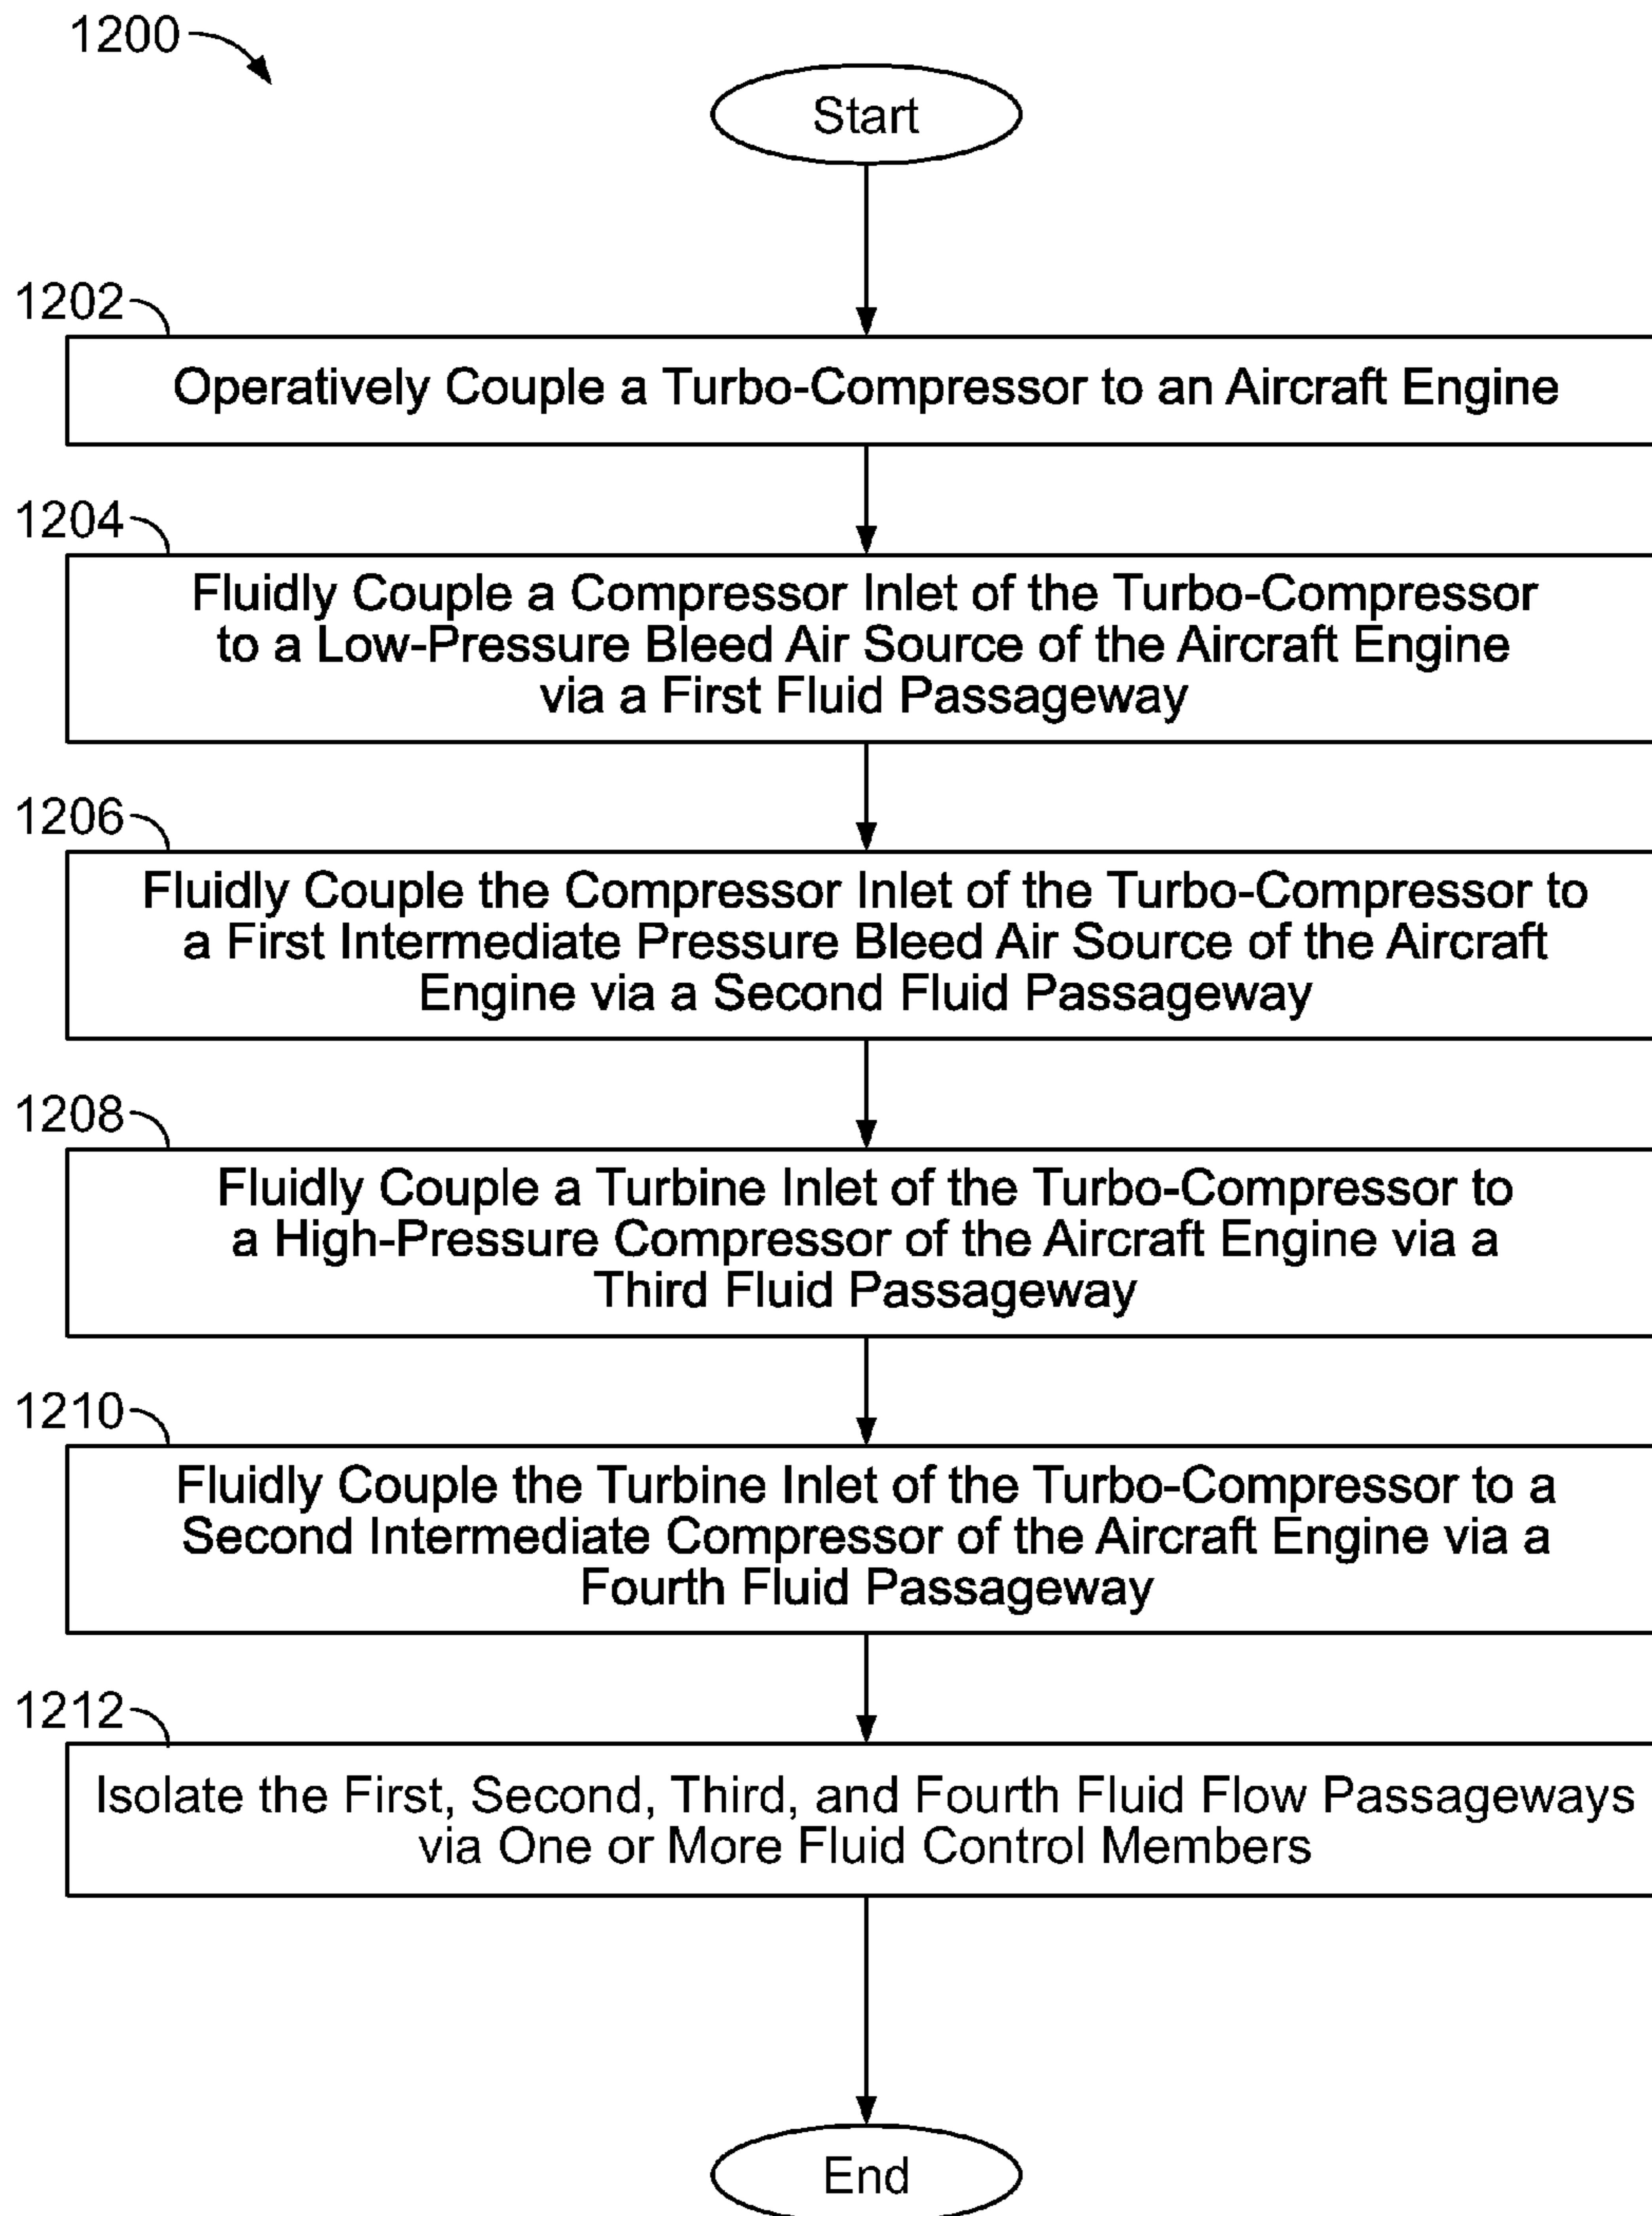 1200
Start
1202
Operatively Couple a Turbo-Compressor to an Aircraft Engine
1204
Fluidly Couple a Compressor Inlet of the Turbo-Compressor
to a Low-Pressure Bleed Air Source of the Aircraft Engine
via a First Fluid Passageway
1206
Fluidly Couple the Compressor Inlet of the Turbo-Compressor to
a First Intermediate Pressure Bleed Air Source of the Aircraft
Engine via a Second Fluid Passageway
1208
Fluidly Couple a Turbine Inlet of the Turbo-Compressor to
a High-Pressure Compressor of the Aircraft Engine via a
Third Fluid Passageway
1210
Fluidly Couple the Turbine Inlet of the Turbo-Compressor to a
Second Intermediate Compressor of the Aircraft Engine via a
Fourth Fluid Passageway
1212
Isolate the First, Second, Third, and Fourth Fluid Flow Passageways
via One or More Fluid Control Members
End